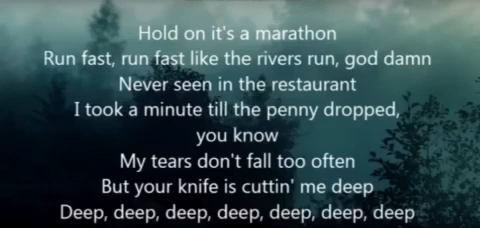 Hold on it's a marathon
Run fast, run fast like the rivers run, god damn
Never seen in the restaurant
I took a minute till the penny dropped,
you know
My tears don't fall too often
But your knife is cuttin' me deep
Deep, deep, deep, deep, deep, deep, deep